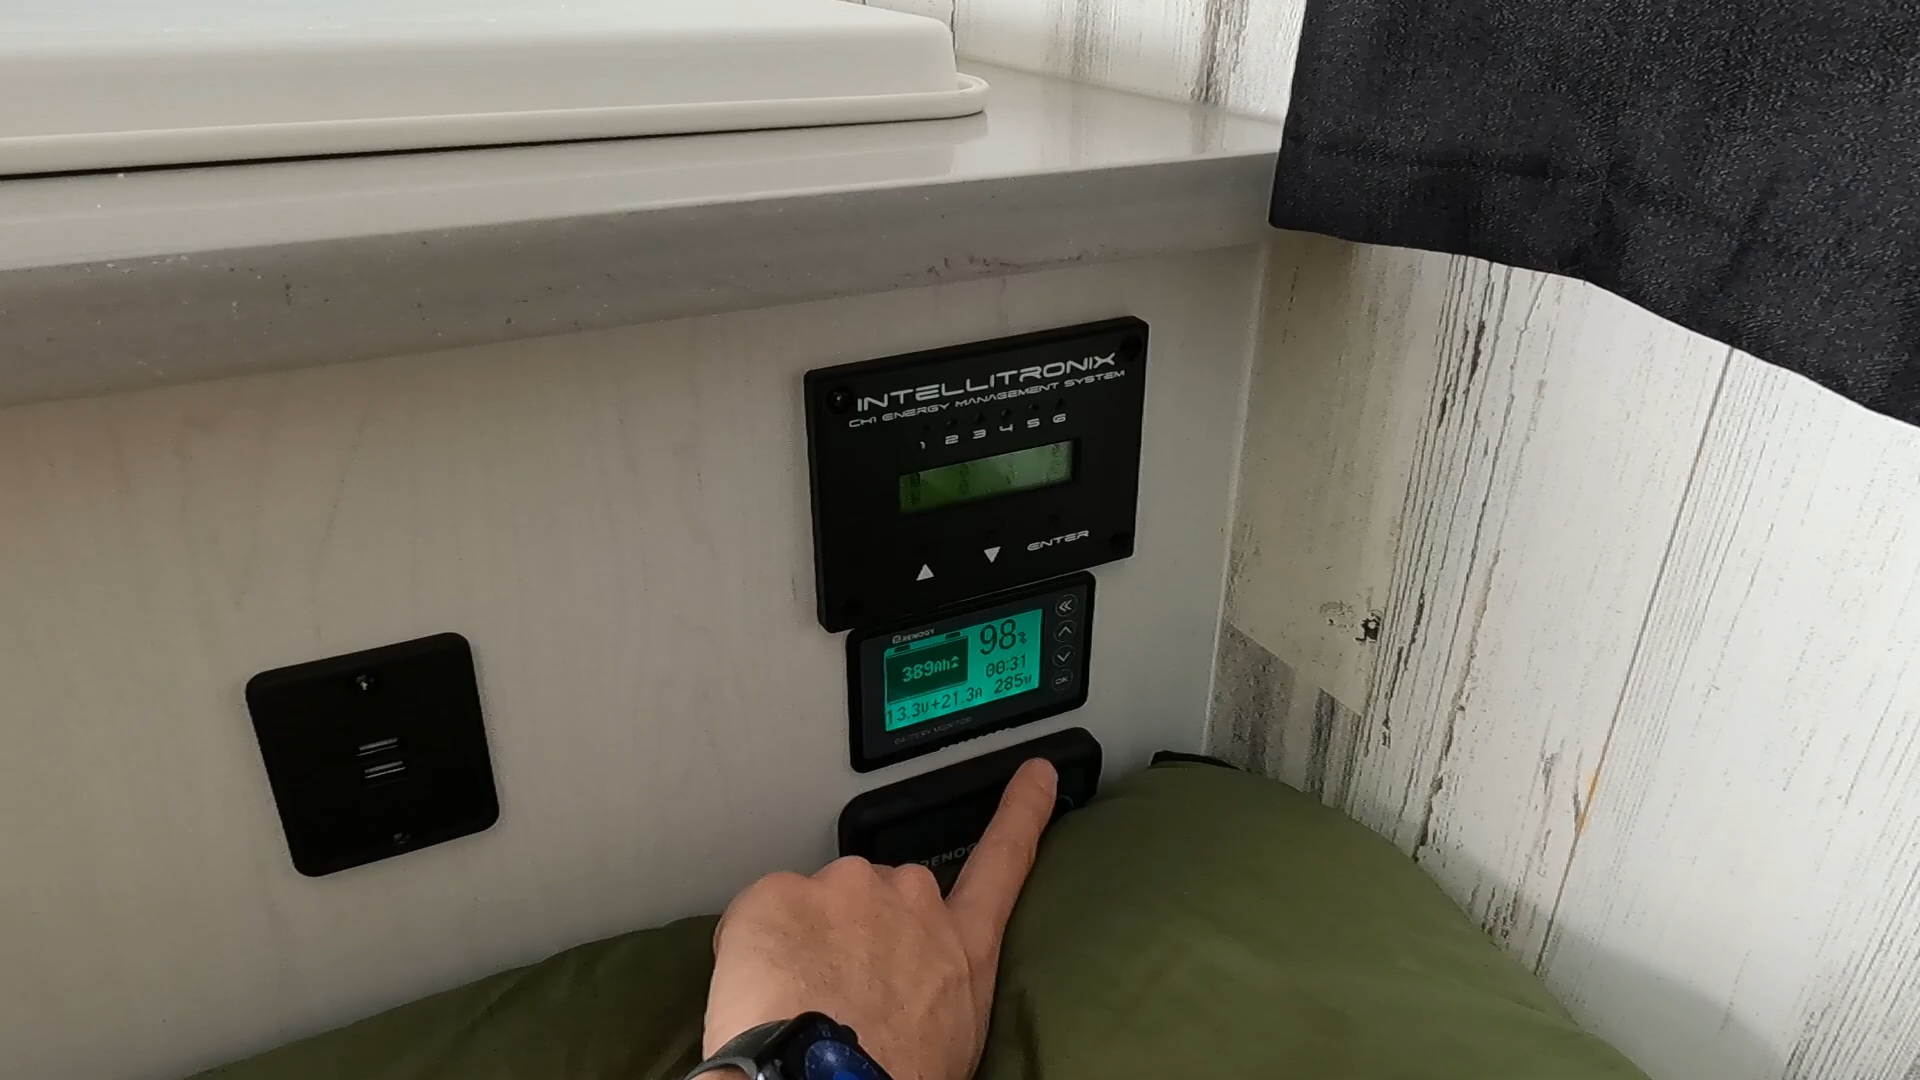 INTELLITRONIX
CH1 ENERGY MANAGEMENT SYSTEM
1 2 3 4 5 6
ENTER
RENOGY
98%
389Ah
00:31
13.3V+21.3A 285W
OK
BATTERY MONITOR